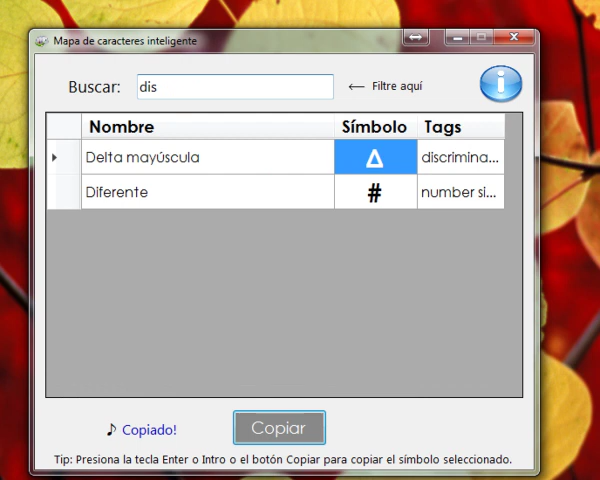 Mapa de caracteres inteligente
Buscar: dis ← Filtre aquí
Nombre Símbolo Tags
Delta mayúscula Δ discrimina...
Diferente # number si...
♪ Copiado! Copiar
Tip: Presiona la tecla Enter o Intro o el botón Copiar para copiar el símbolo seleccionado.